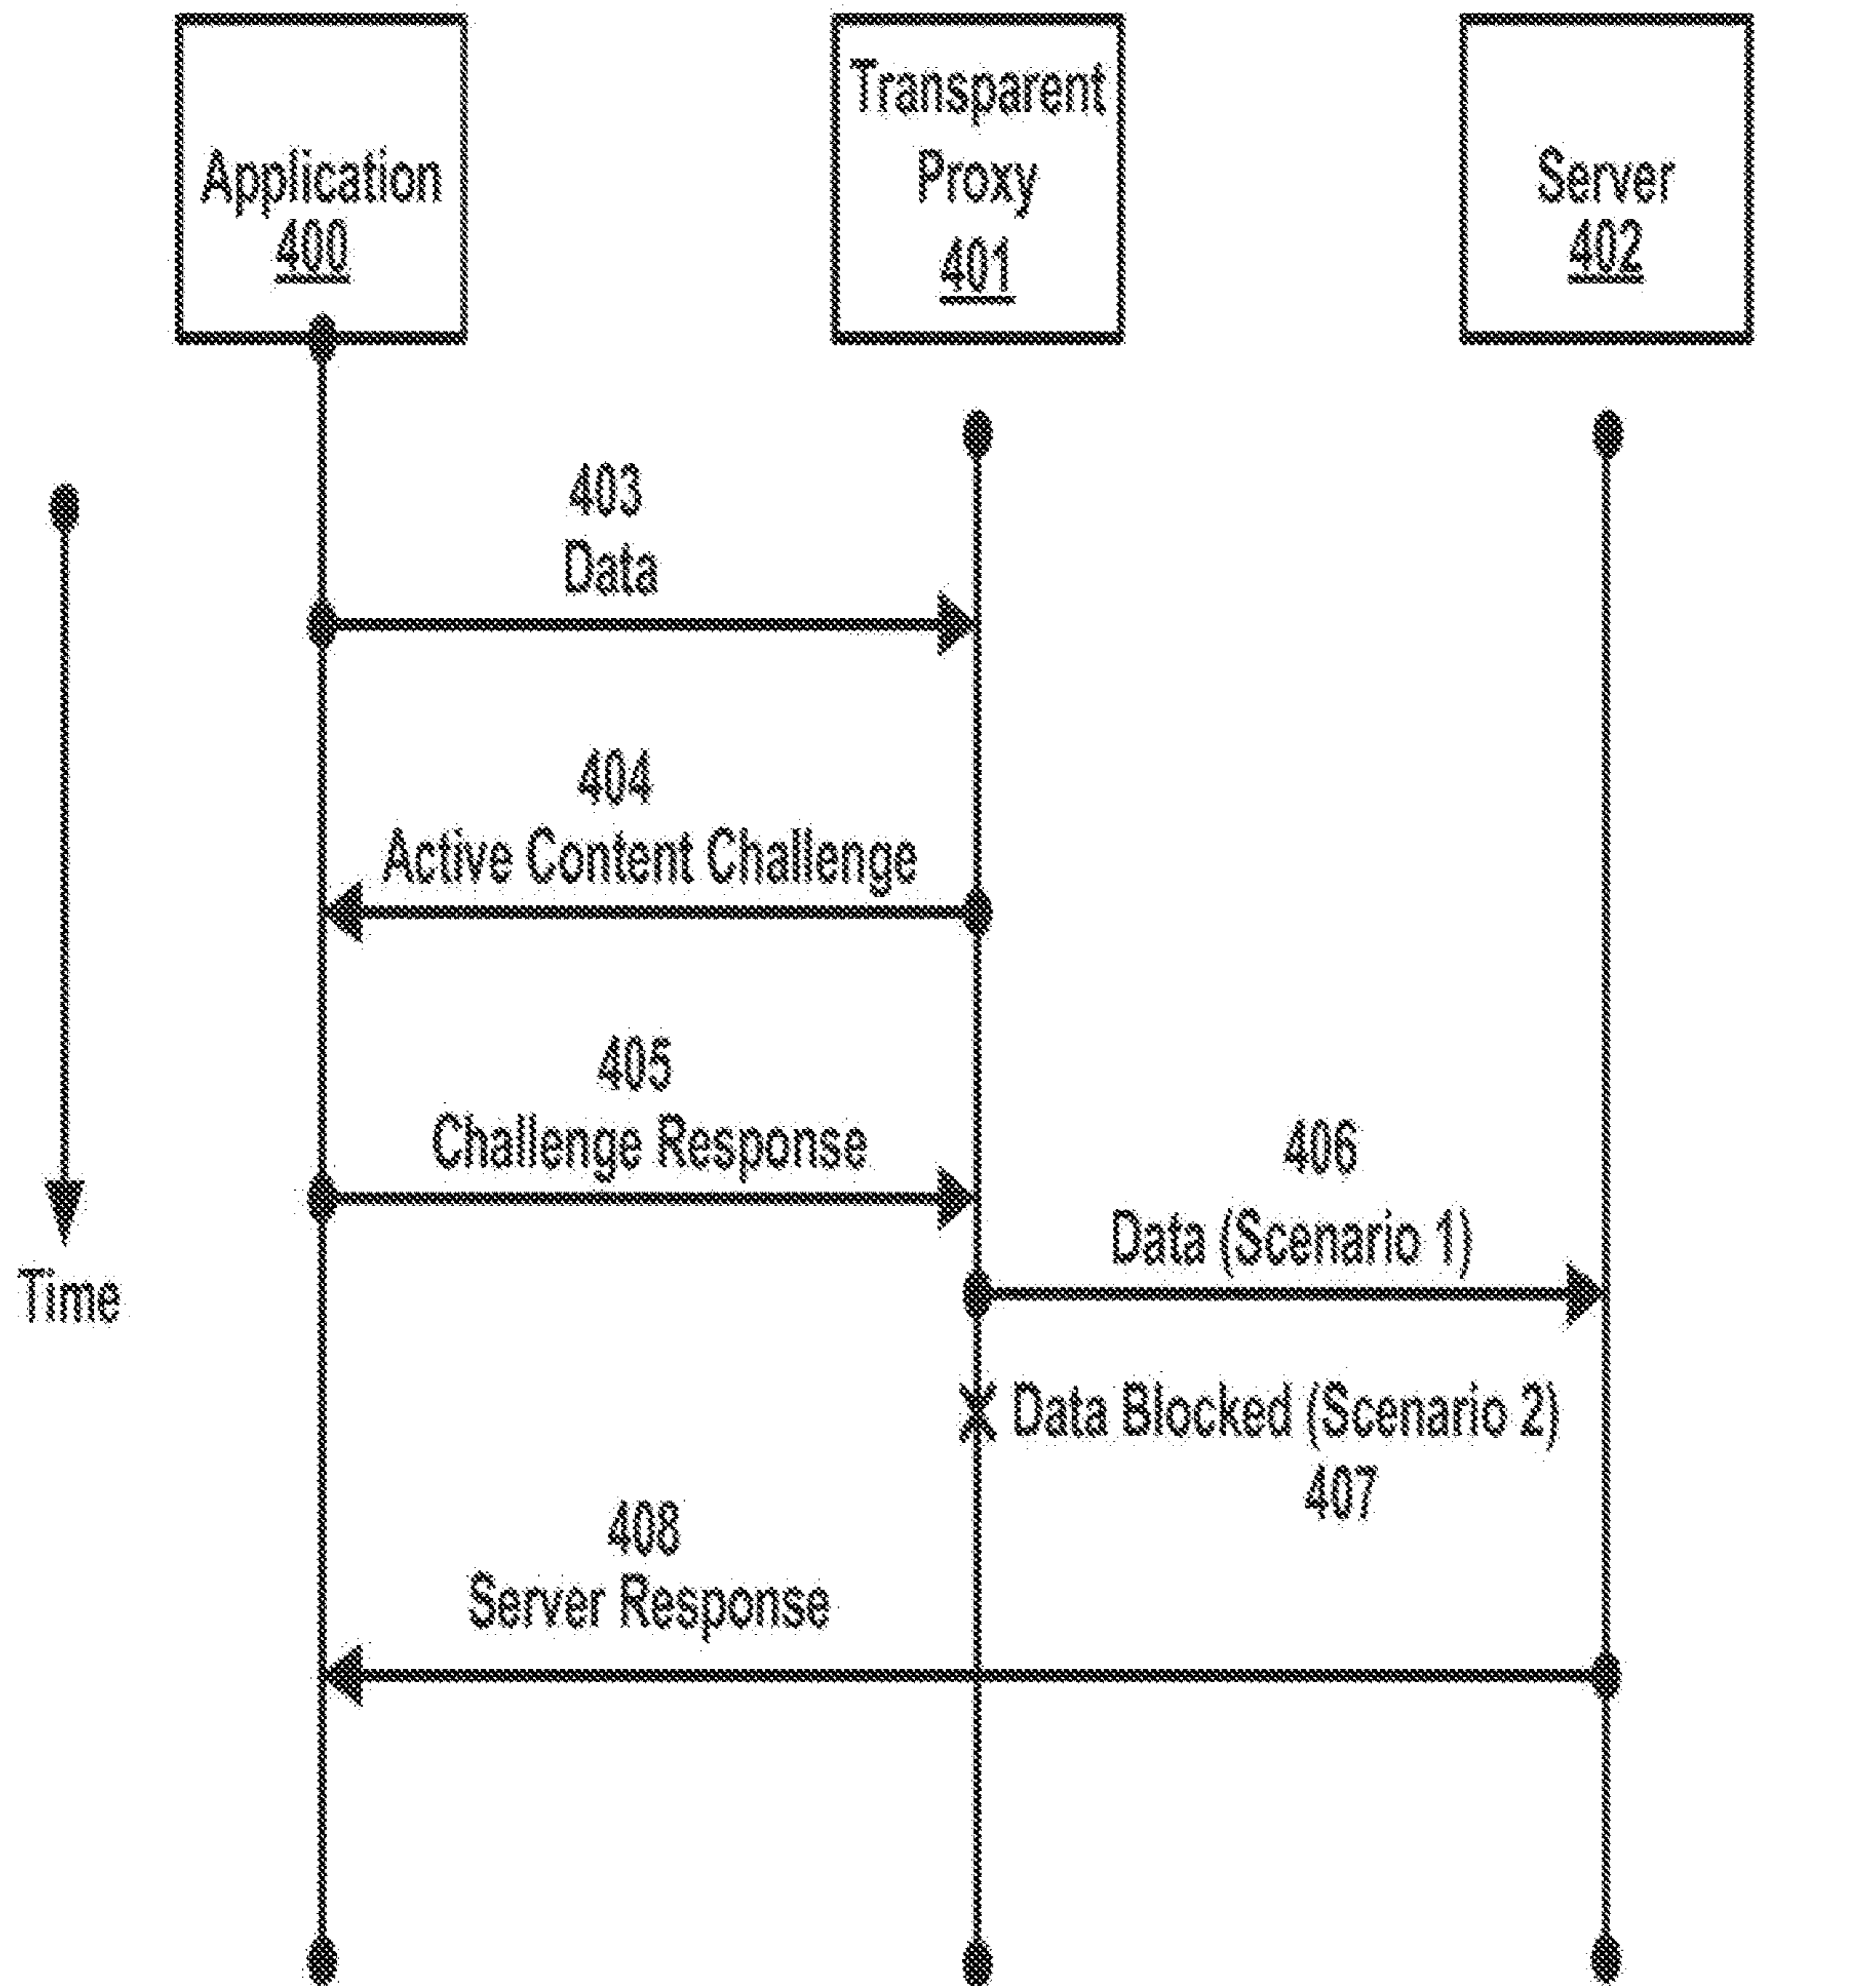 Application
400
Transparent
Proxy
401
Server
402
403
Data
404
Active Content Challenge
405
Challenge Response
406
Data (Scenario 1)
Time
Data Blocked (Scenario 2)
407
408
Server Response